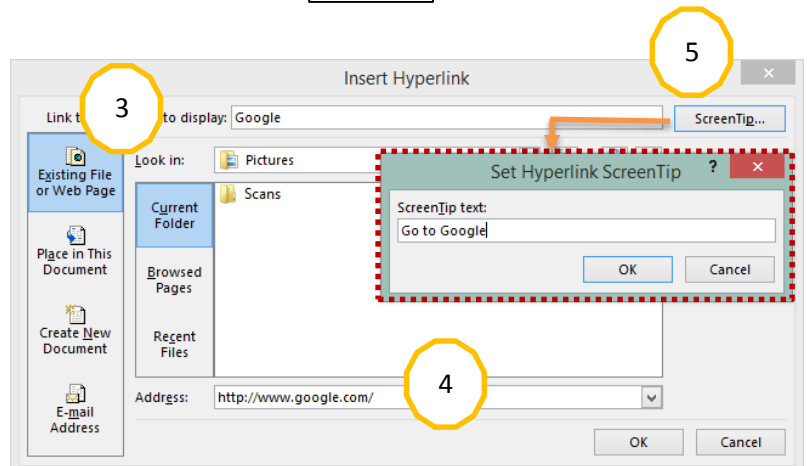 5
Insert Hyperlink
3
Link t
to display: Google
ScreenTip...
Existing File
or Web Page
Look in:
Pictures
Set Hyperlink ScreenTip ?
Scans
Current
Folder
ScreenTip text:
Go to Google
OK Cancel
Place in This
Document
Browsed
Pages
Create New
Document
Recent
Files
4
Address: http://www.google.com/
E-mail
Address
OK Cancel